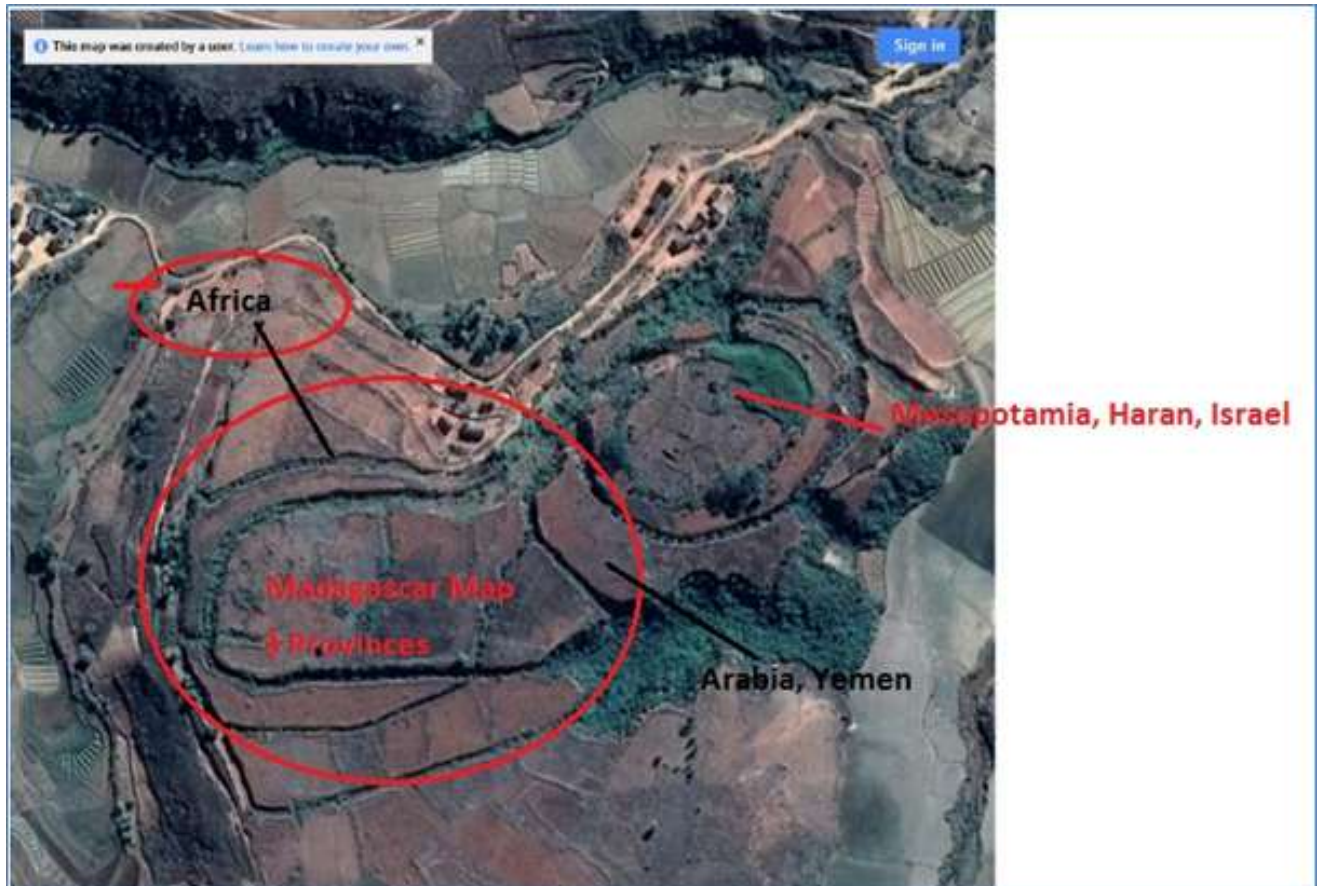 This map was created by a user. Learn how to create your own.
Sign in
Africa
Mesopotamia, Haran, Israel
Madagascar Map
Provinces
Arabia, Yemen